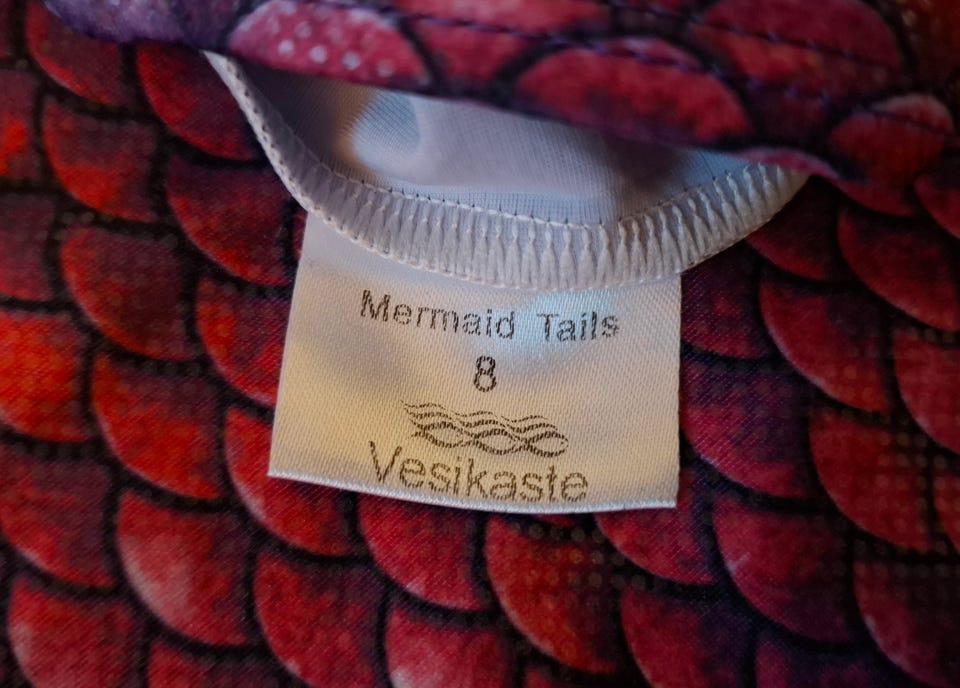 Mermaid Tails
8
Vesikaste